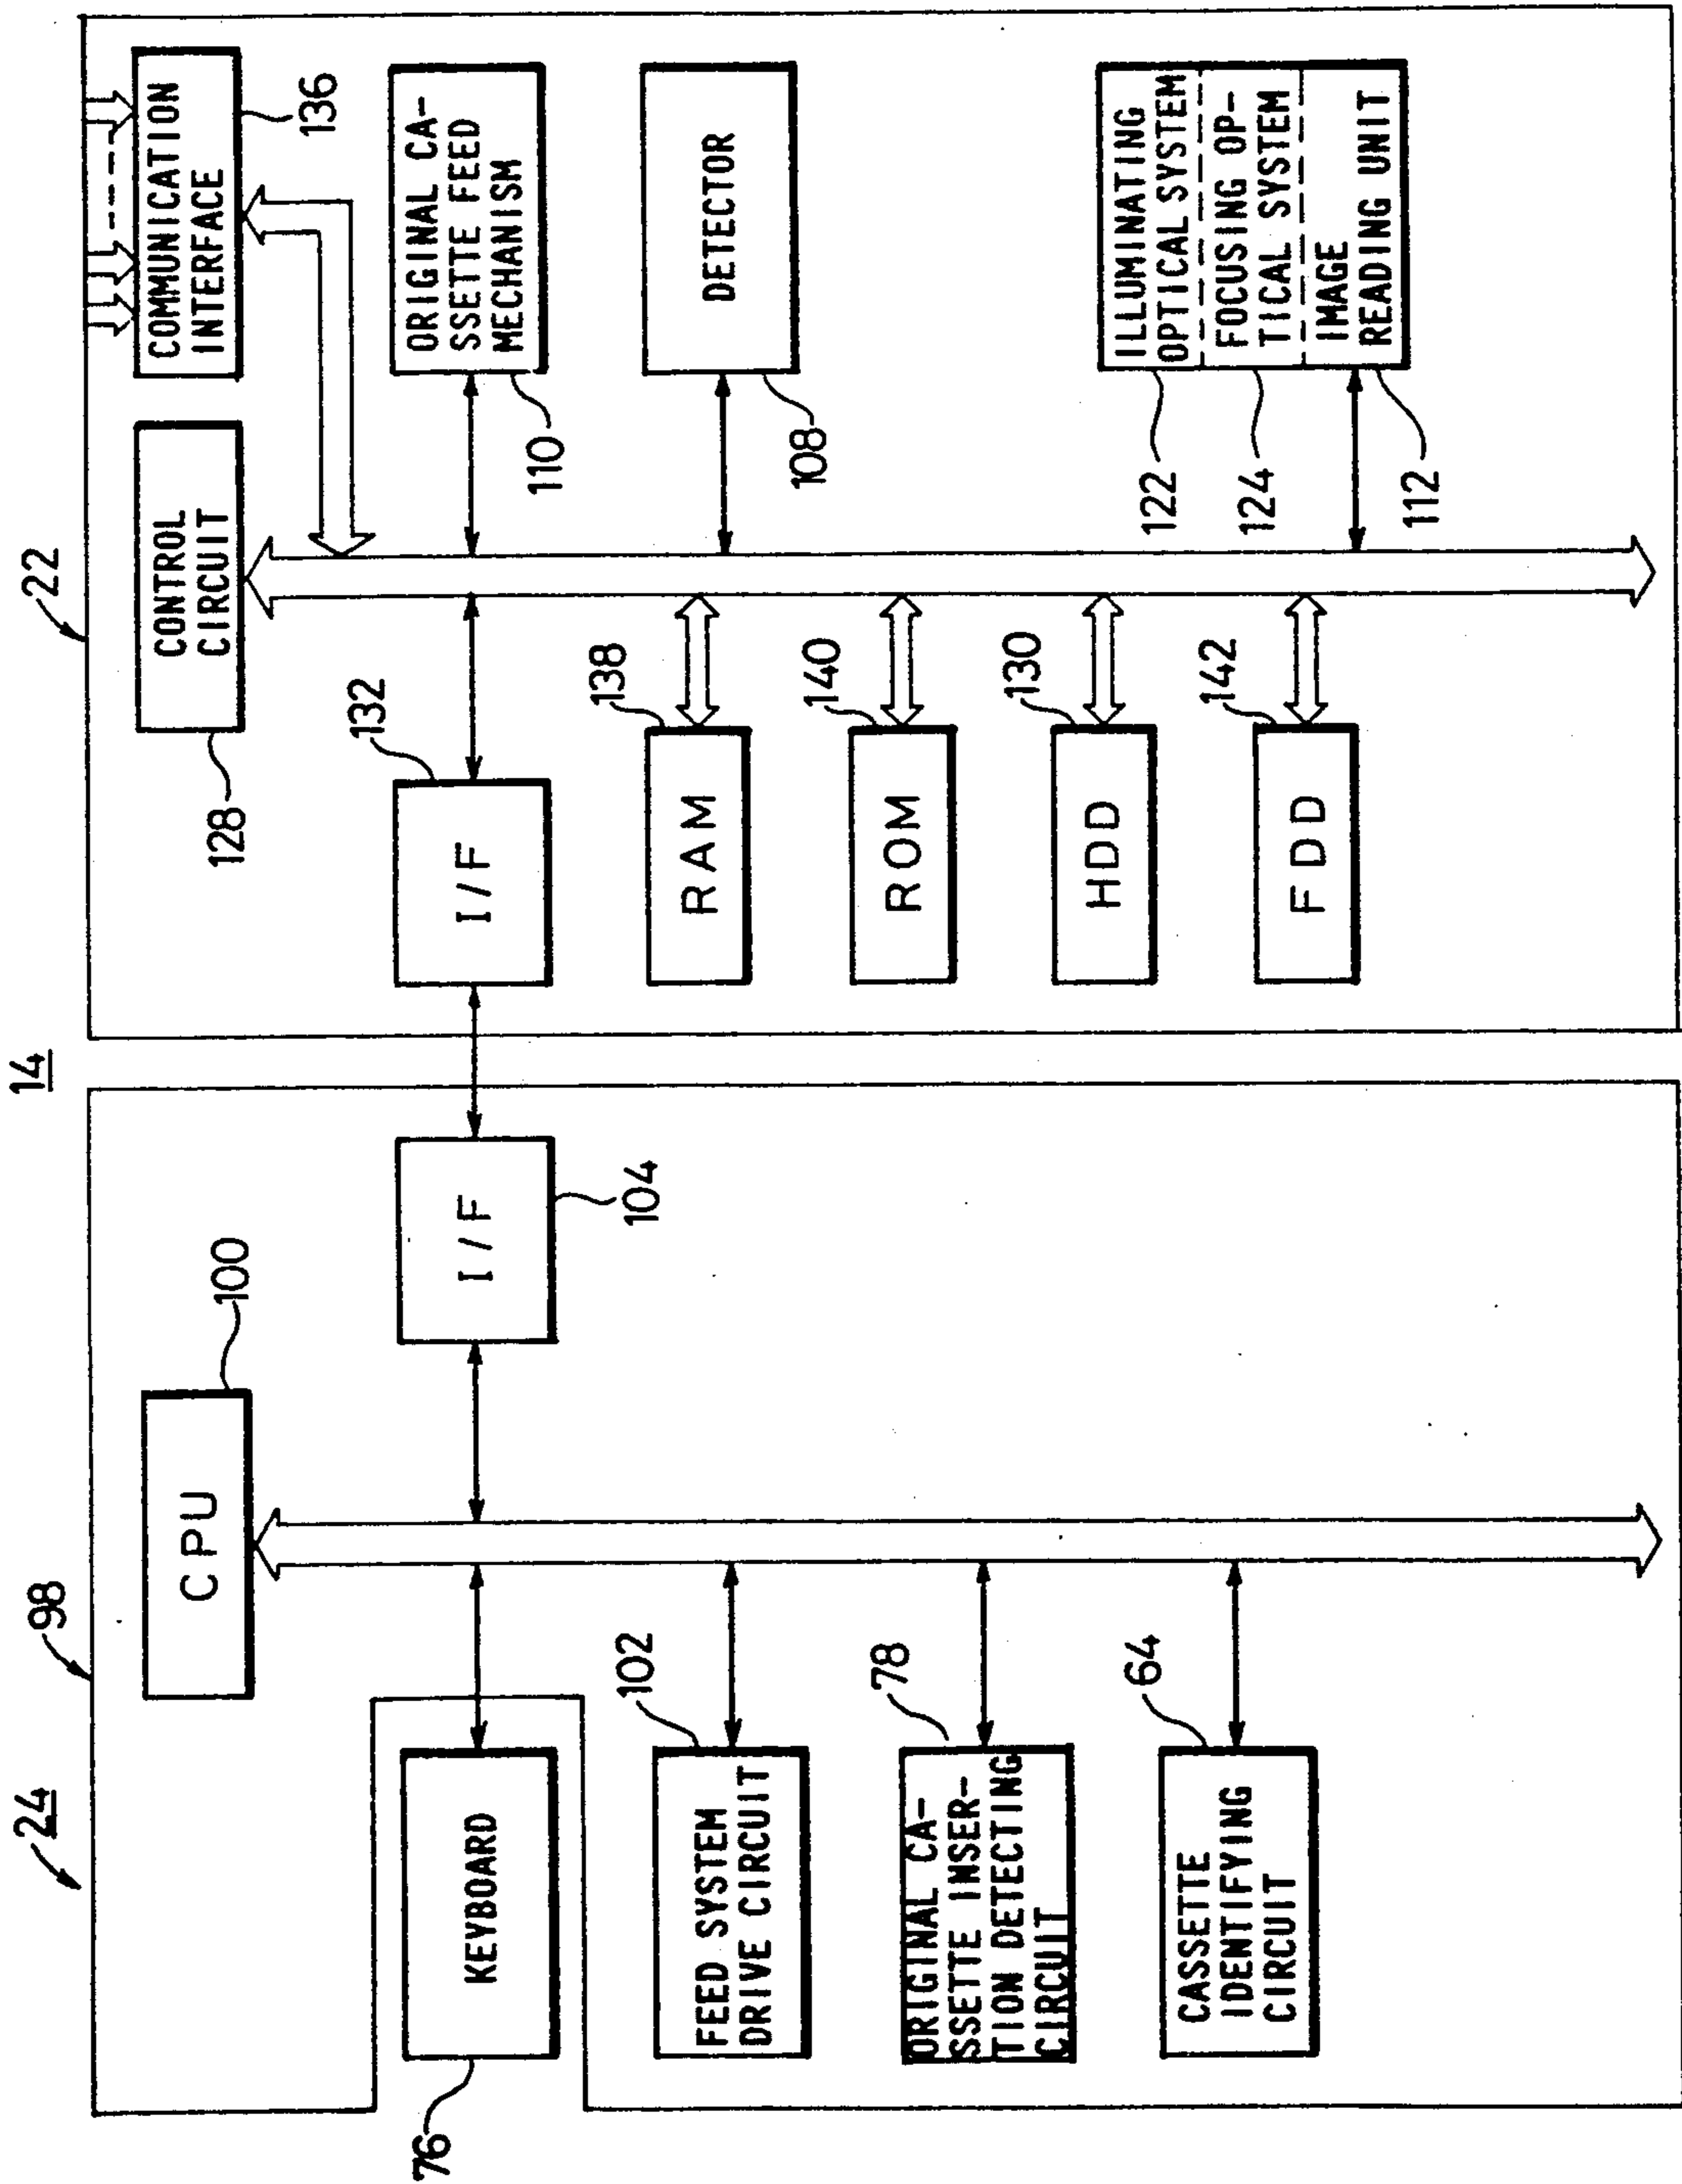 14
24
98
CPU
100
76
KEYBOARD
I/F
104
102
FEED SYSTEM
DRIVE CIRCUIT
78
ORIGINAL CA-
SSETTE INSER-
TION DETECTING
CIRCUIT
64
CASSETTE
IDENTIFYING
CIRCUIT
22
128
CONTROL
CIRCUIT
COMMUNICATION
INTERFACE
136
132
I/F
ORIGINAL CA-
SSETTE FEED
MECHANISM
110
138
RAM
DETECTOR
108
140
ROM
130
HDD
142
FDD
ILLUMINATING
OPTICAL SYSTEM
122
FOCUSING OP-
TICAL SYSTEM
124
IMAGE
READING UNIT
112